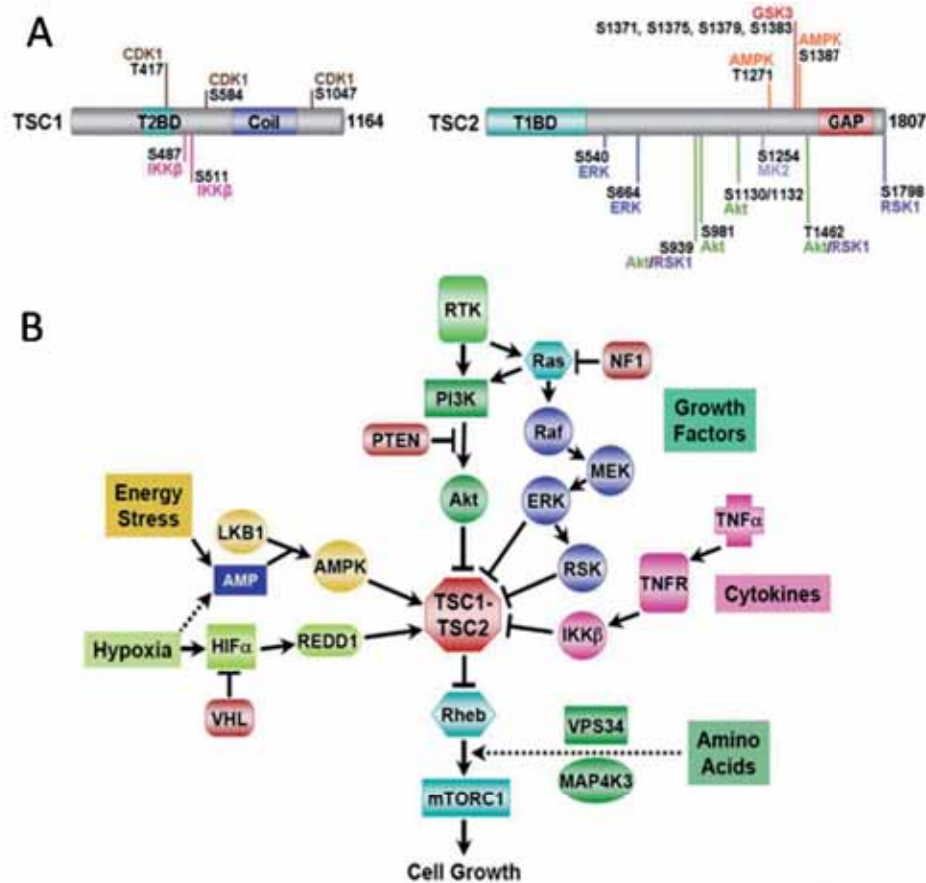 A
CDK1
T417
CDK1
S584
CDK1
S1047
TSC1
T2BD
Coil
1164
S487
IKKβ
S511
IKKβ
GSK3
S1371, S1375, S1379, S1383
AMPK
S1387
AMPK
T1271
TSC2
T1BD
GAP
1807
S540
ERK
S664
ERK
S939
Akt/RSK1
S981
Akt
S1130/1132
Akt
S1254
MK2
T1462
Akt/RSK1
S1798
RSK1
B
RTK
Ras
NF1
PI3K
Growth
Factors
PTEN
Raf
MEK
Energy
Stress
Akt
ERK
TNFα
LKB1
AMP
AMPK
RSK
TNFR
Cytokines
TSC1-
TSC2
IKKβ
Hypoxia
HIFα
REDD1
VHL
Rheb
VPS34
Amino
Acids
MAP4K3
mTORC1
Cell Growth